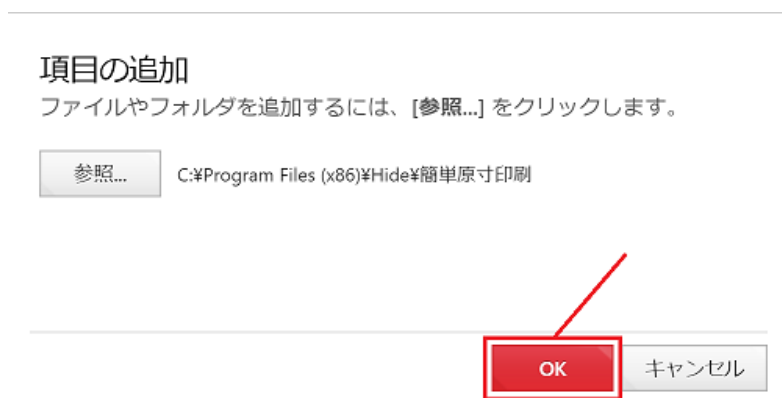 項目の追加
ファイルやフォルダを追加するには、[参照...] をクリックします。
参照... C:¥Program Files (x86)¥Hide¥簡単原寸印刷
OK キャンセル